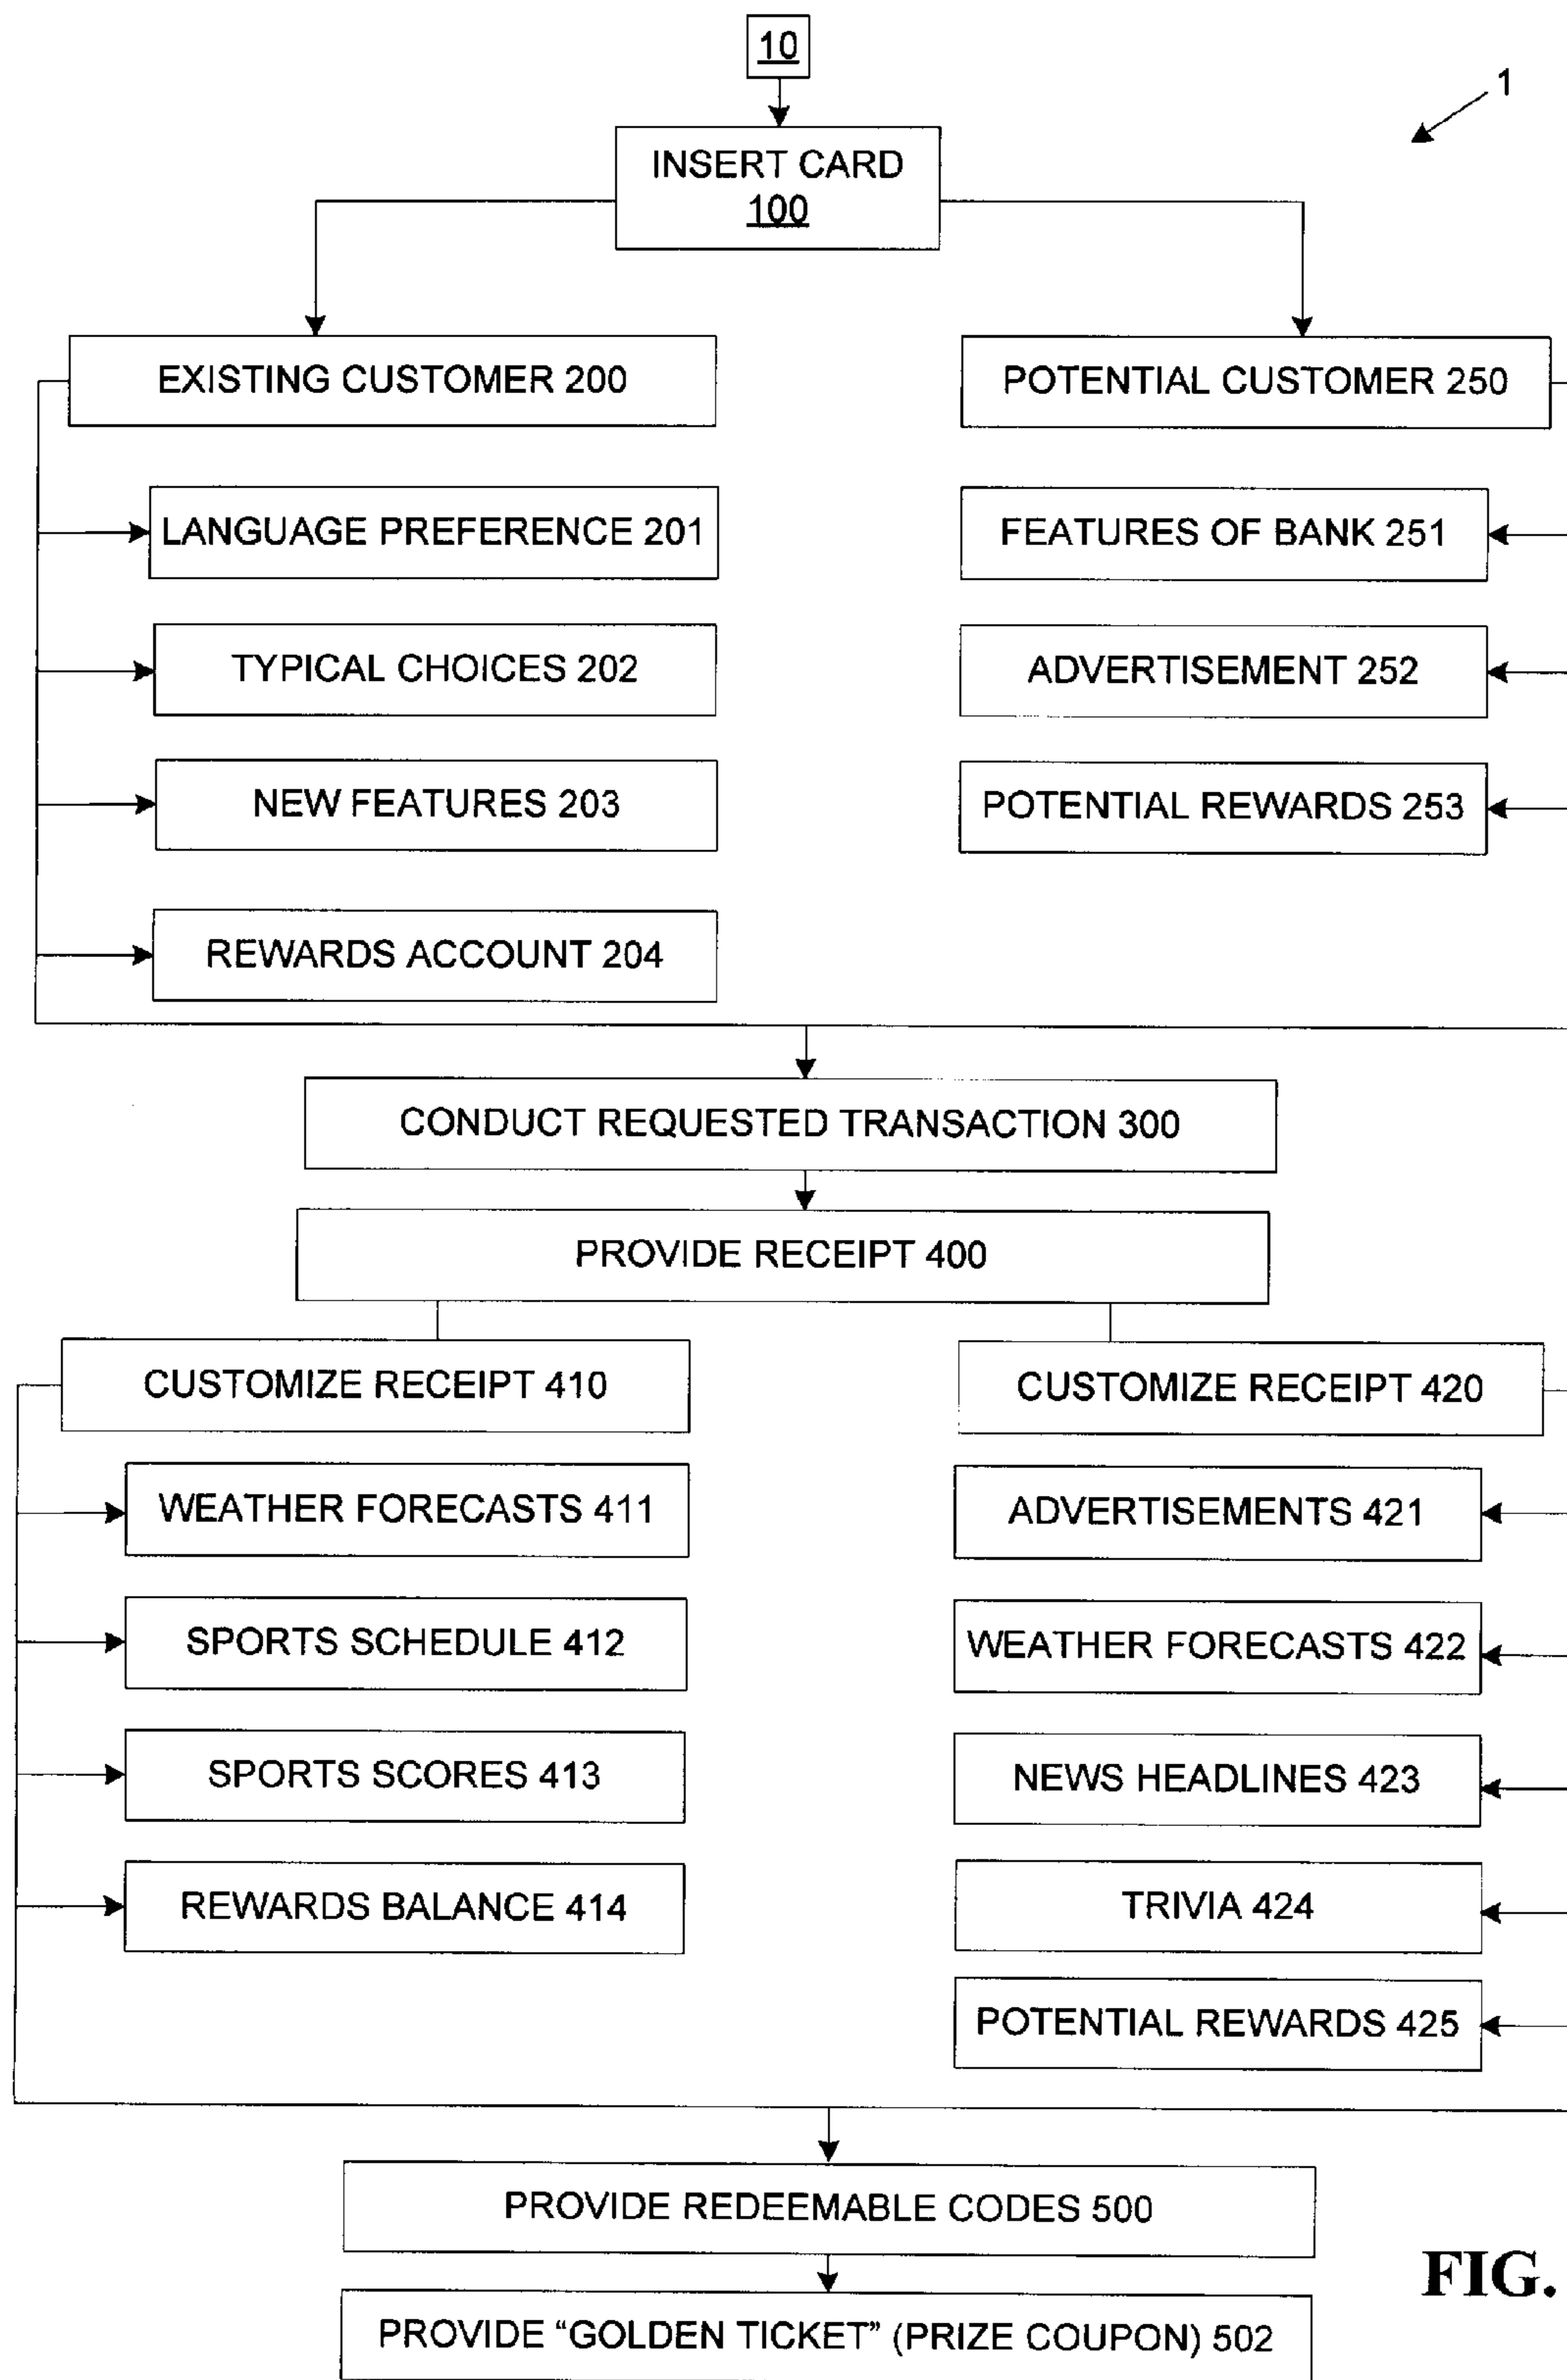 10
1
INSERT CARD
100
EXISTING CUSTOMER 200
POTENTIAL CUSTOMER 250
LANGUAGE PREFERENCE 201
FEATURES OF BANK 251
TYPICAL CHOICES 202
ADVERTISEMENT 252
NEW FEATURES 203
POTENTIAL REWARDS 253
REWARDS ACCOUNT 204
CONDUCT REQUESTED TRANSACTION 300
PROVIDE RECEIPT 400
CUSTOMIZE RECEIPT 410
CUSTOMIZE RECEIPT 420
WEATHER FORECASTS 411
ADVERTISEMENTS 421
SPORTS SCHEDULE 412
WEATHER FORECASTS 422
SPORTS SCORES 413
NEWS HEADLINES 423
REWARDS BALANCE 414
TRIVIA 424
POTENTIAL REWARDS 425
PROVIDE REDEEMABLE CODES 500
FIG.
PROVIDE “GOLDEN TICKET” (PRIZE COUPON) 502